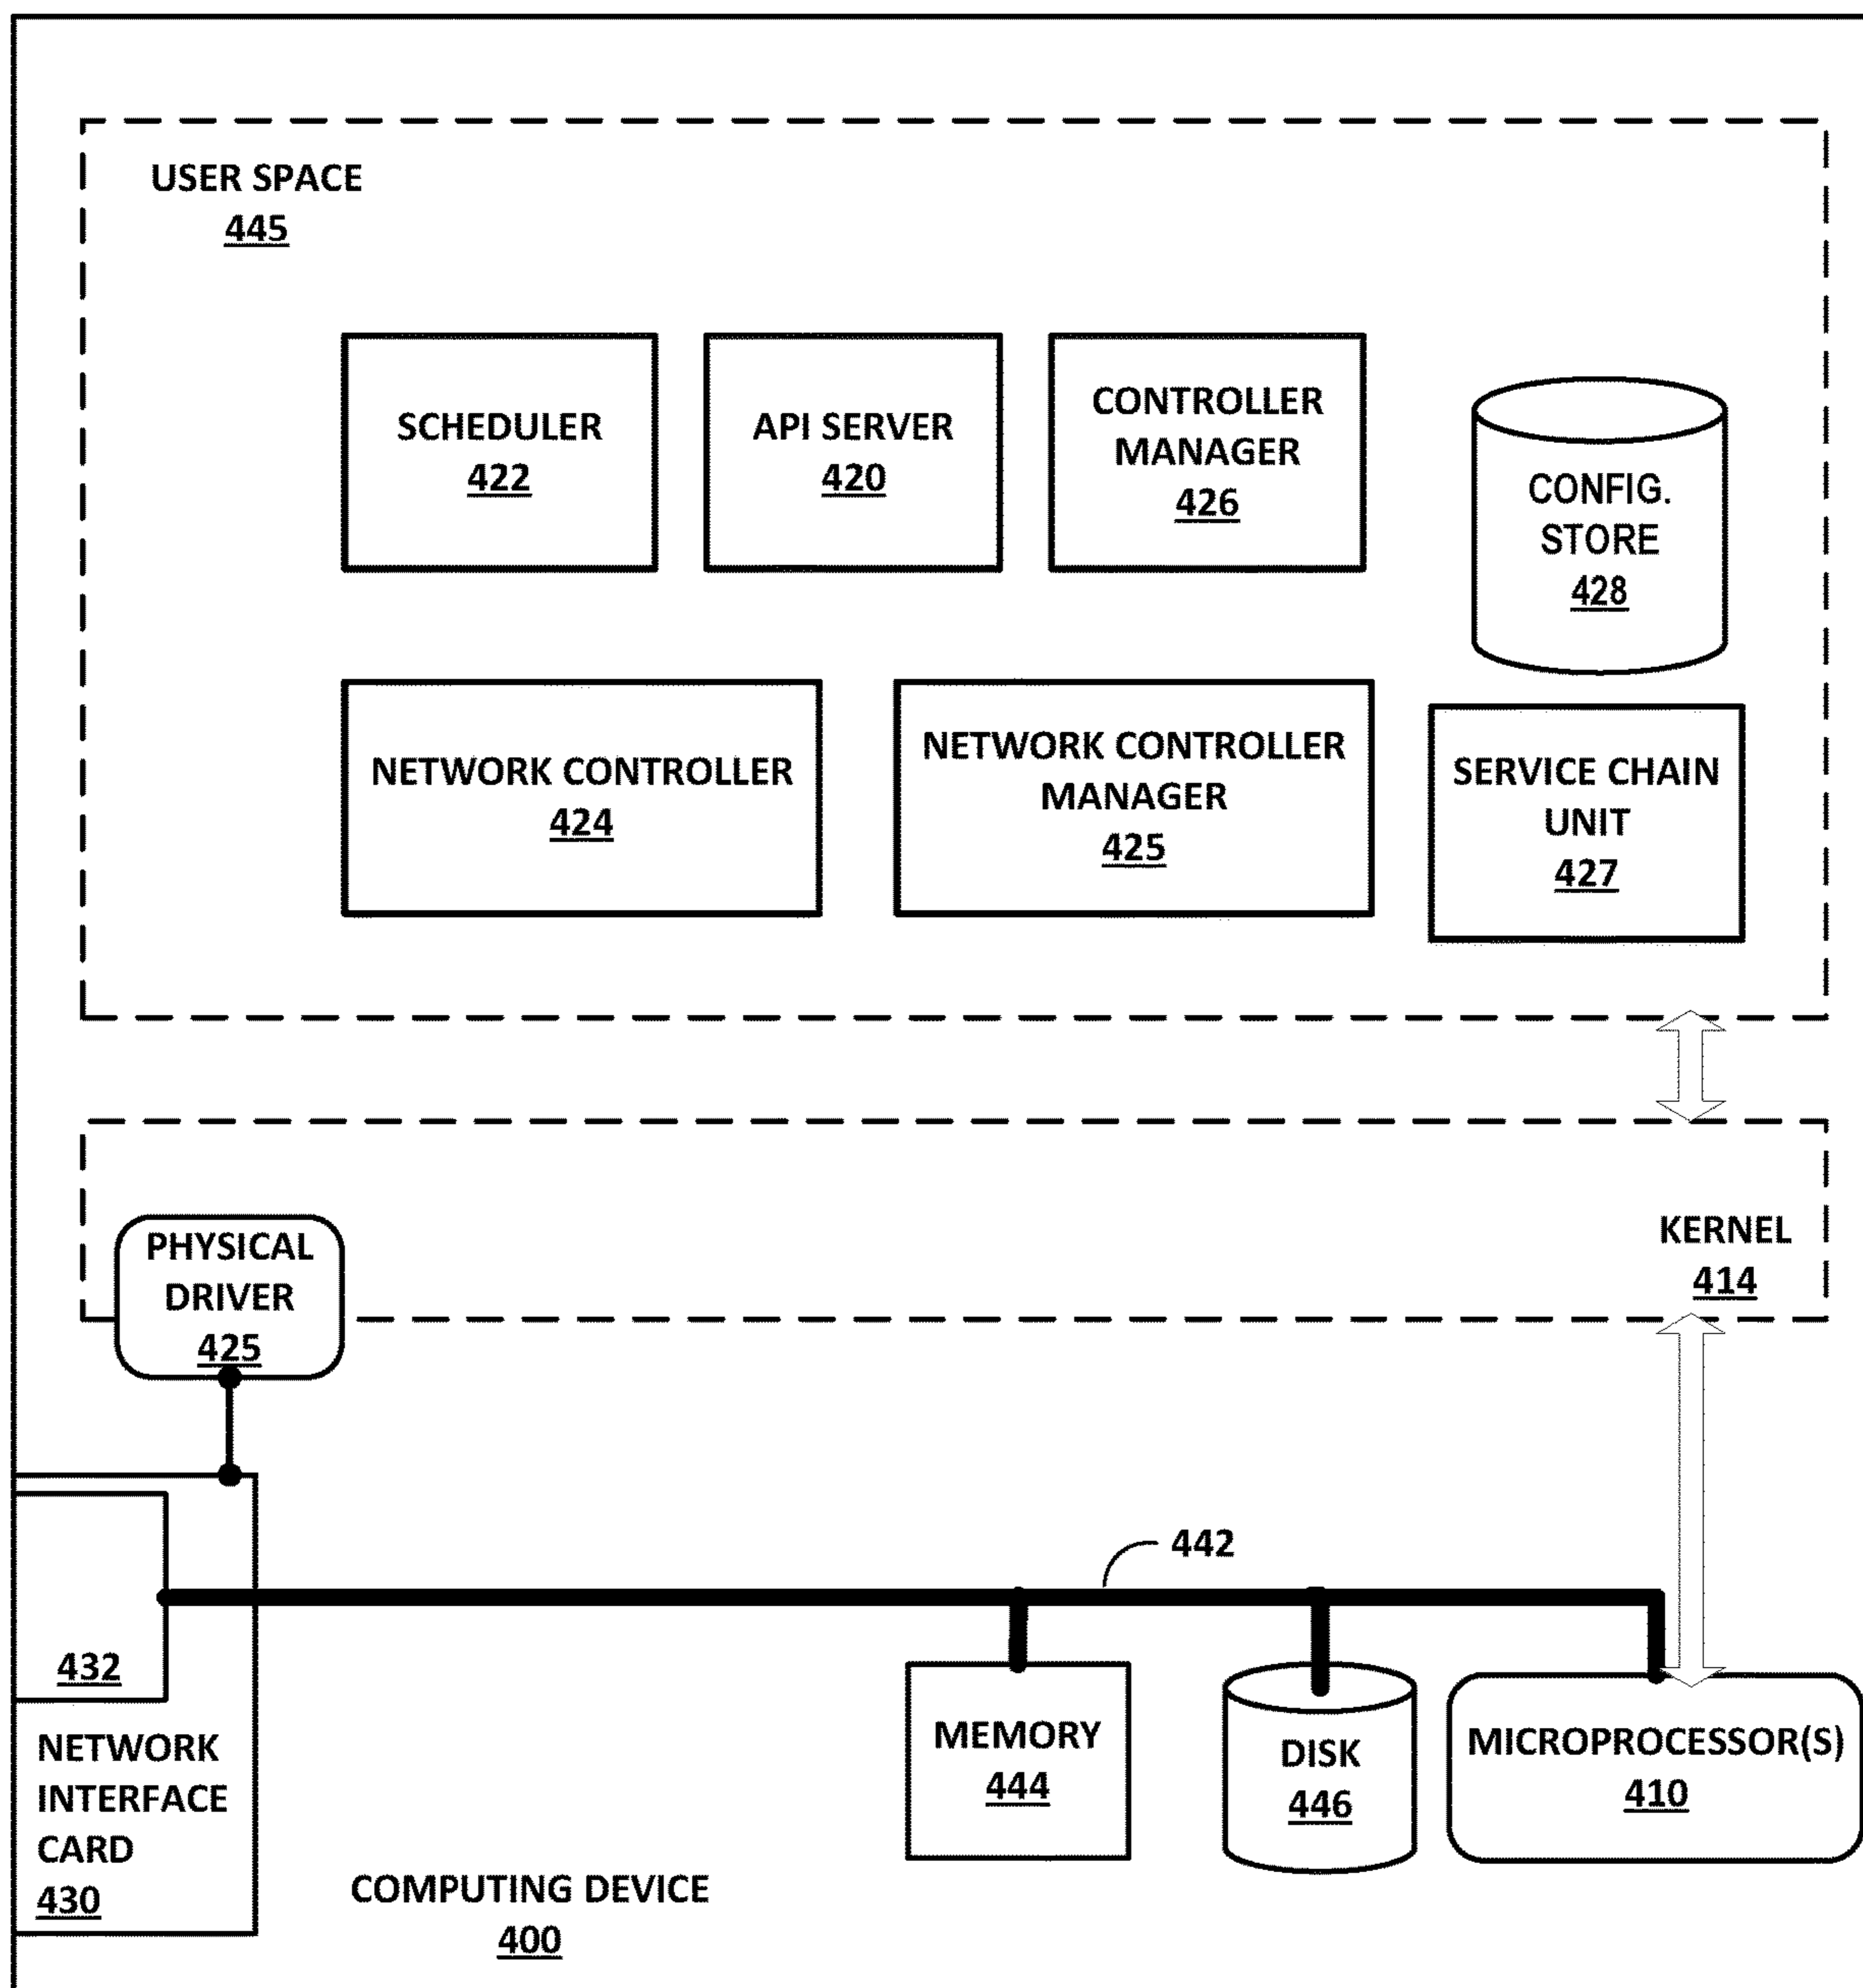 USER SPACE
445
SCHEDULER
422
API SERVER
420
CONTROLLER
MANAGER
426
CONFIG.
STORE
428
NETWORK CONTROLLER
424
NETWORK CONTROLLER
MANAGER
425
SERVICE CHAIN
UNIT
427
PHYSICAL
DRIVER
425
KERNEL
414
442
432
NETWORK
INTERFACE
CARD
430
MEMORY
444
DISK
446
MICROPROCESSOR(S)
410
COMPUTING DEVICE
400